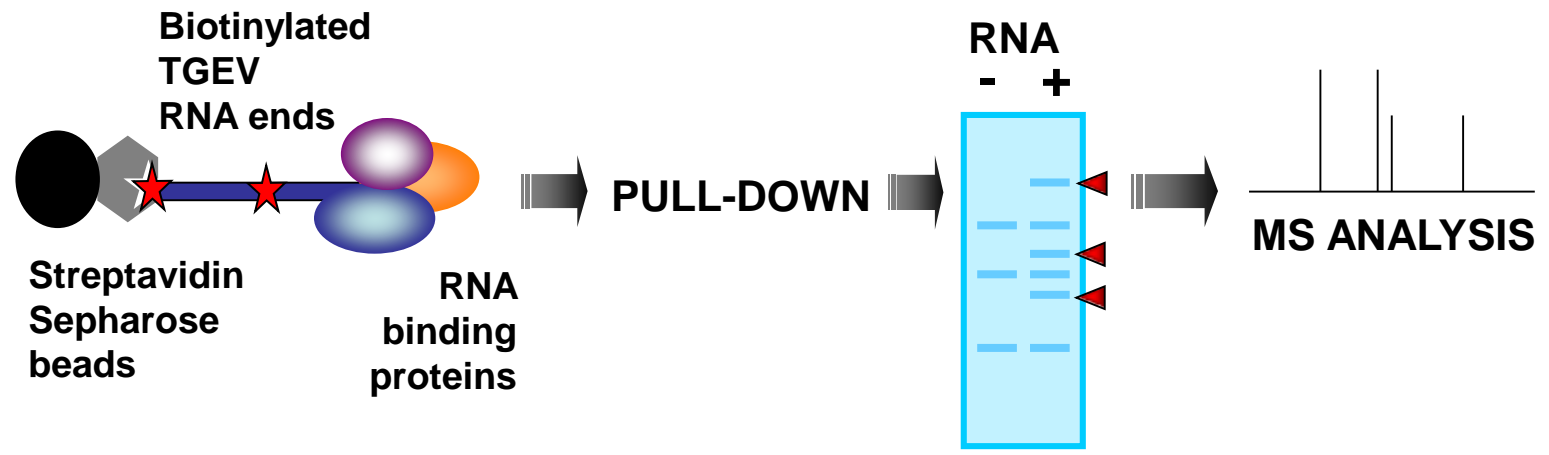 Biotinylated
TGEV
RNA ends
Streptavidin
Sepharose
beads
RNA
binding
proteins
PULL-DOWN
RNA
- +
MS ANALYSIS